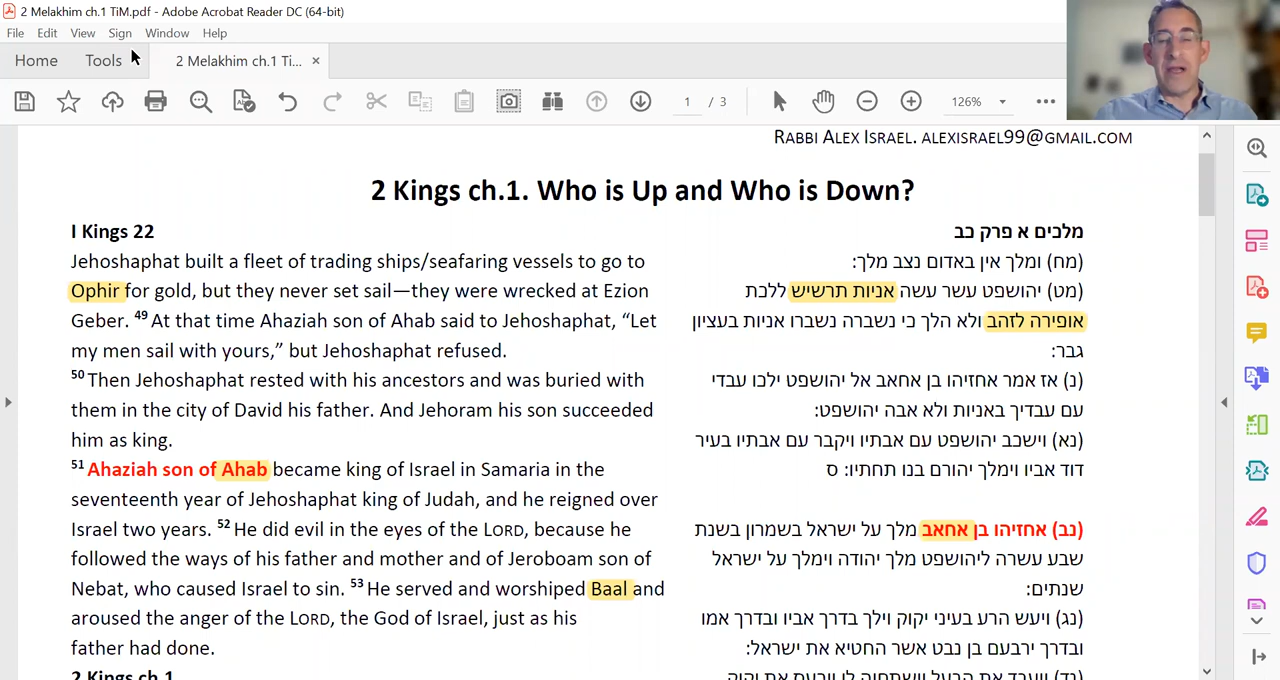 2 Melakhim ch.1 TiM.pdf - Adobe Acrobat Reader DC (64-bit)
File Edit View Sign Window Help
Home Tools 2 Melakhim ch.1 Ti... ×
1 / 3 126%
RABBI ALEX ISRAEL. ALEXISRAEL99@GMAIL.COM
2 Kings ch.1. Who is Up and Who is Down?
I Kings 22
Jehoshaphat built a fleet of trading ships/seafaring vessels to go to
Ophir for gold, but they never set sail—they were wrecked at Ezion
Geber. 49 At that time Ahaziah son of Ahab said to Jehoshaphat, “Let
my men sail with yours,” but Jehoshaphat refused.
50 Then Jehoshaphat rested with his ancestors and was buried with
them in the city of David his father. And Jehoram his son succeeded
him as king.
51 Ahaziah son of Ahab became king of Israel in Samaria in the
seventeenth year of Jehoshaphat king of Judah, and he reigned over
Israel two years. 52 He did evil in the eyes of the LORD, because he
followed the ways of his father and mother and of Jeroboam son of
Nebat, who caused Israel to sin. 53 He served and worshiped Baal and
aroused the anger of the LORD, the God of Israel, just as his
father had done.
2 Kings ch.1
מלכים א פרק כב
(מח) ומלך אין באדום נצב מלך:
(מט) יהושפט עשר עשה אניות תרשיש ללכת
אופירה לזהב ולא הלך כי נשברה נשברו אניות בעציון
גבר:
(נ) אז אמר אחזיהו בן אחאב אל יהושפט ילכו עבדי
עם עבדיך באניות ולא אבה יהושפט:
(נא) וישכב יהושפט עם אבתיו ויקבר עם אבתיו בעיר
דוד אביו וימלך יהורם בנו תחתיו: ס
(נב) אחזיהו בן אחאב מלך על ישראל בשמרון בשנת
שבע עשרה ליהושפט מלך יהודה וימלך על ישראל
שנתים:
(נג) ויעש הרע בעיני יקוק וילך בדרך אביו ובדרך אמו
ובדרך ירבעם בן נבט אשר החטיא את ישראל:
(נד) ויעבד את הבעל וישתחוה לו ויכעס את יקוק